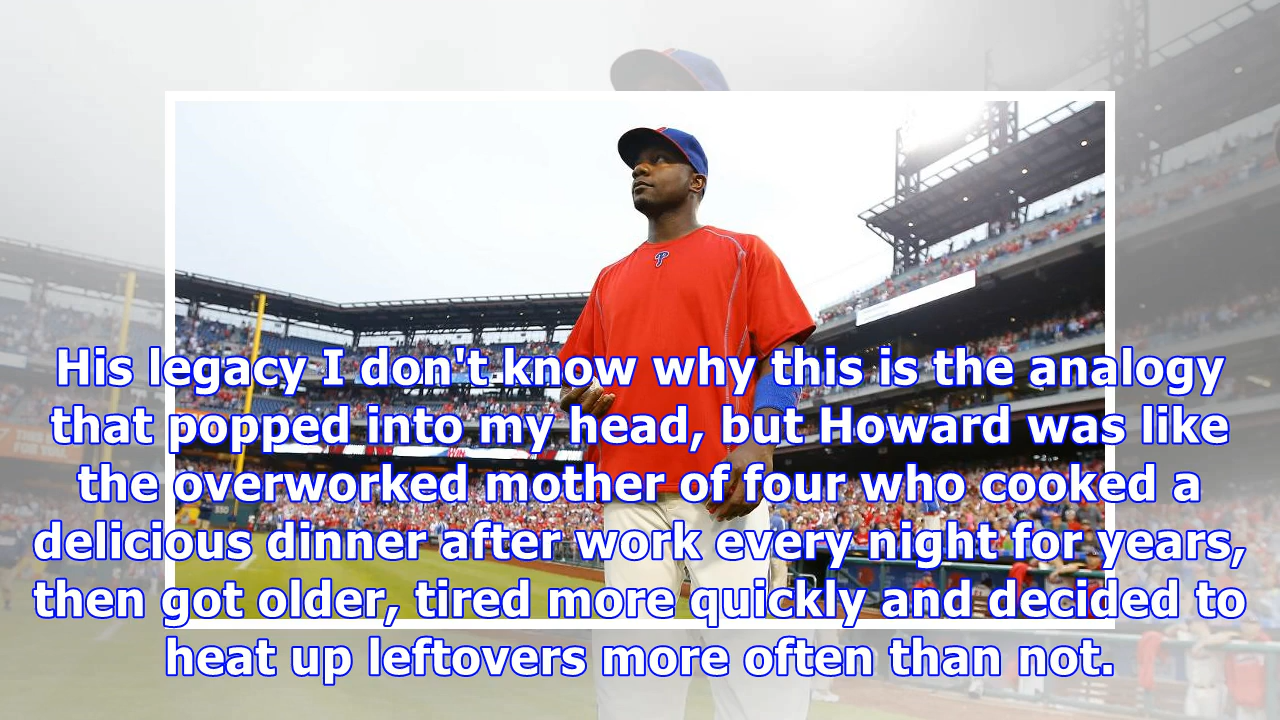 His legacy I don't know why this is the analogy
that popped into my head, but Howard was like
the overworked mother of four who cooked a
delicious dinner after work every night for years,
then got older, tired more quickly and decided to
heat up leftovers more often than not.
P